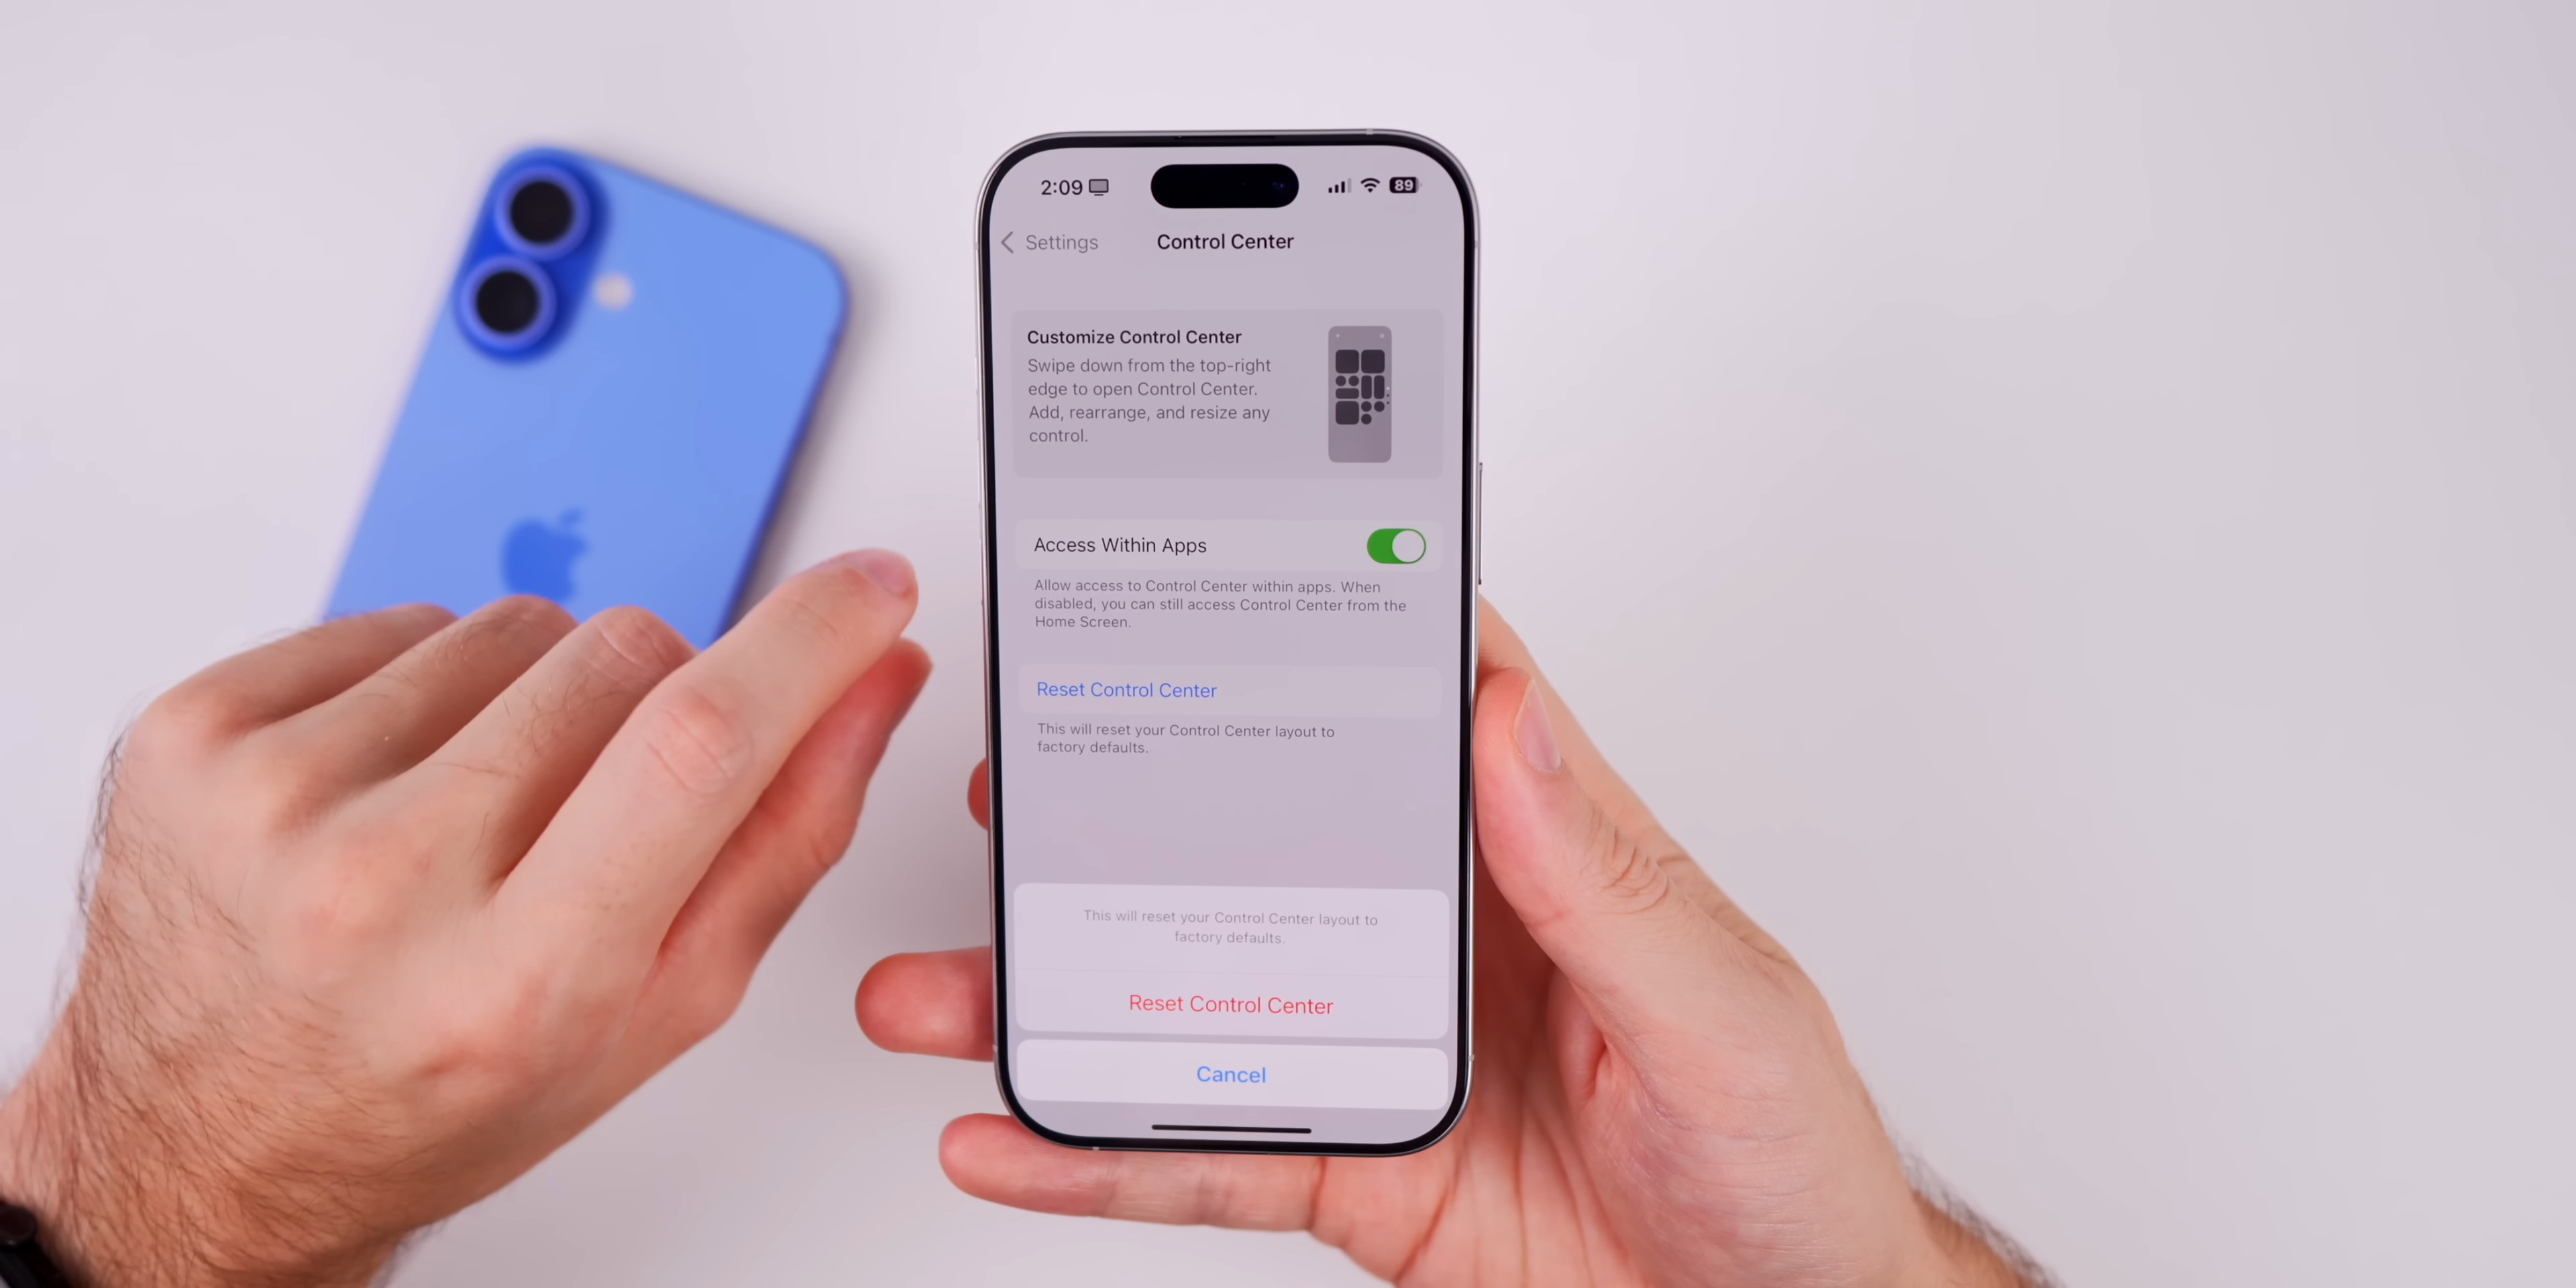 2:09
89
Settings
Control Center
Customize Control Center
Swipe down from the top-right
edge to open Control Center.
Add, rearrange, and resize any
control.
Access Within Apps
Allow access to Control Center within apps. When
disabled, you can still access Control Center from the
Home Screen.
Reset Control Center
This will reset your Control Center layout to
factory defaults.
This will reset your Control Center layout to
factory defaults.
Reset Control Center
Cancel